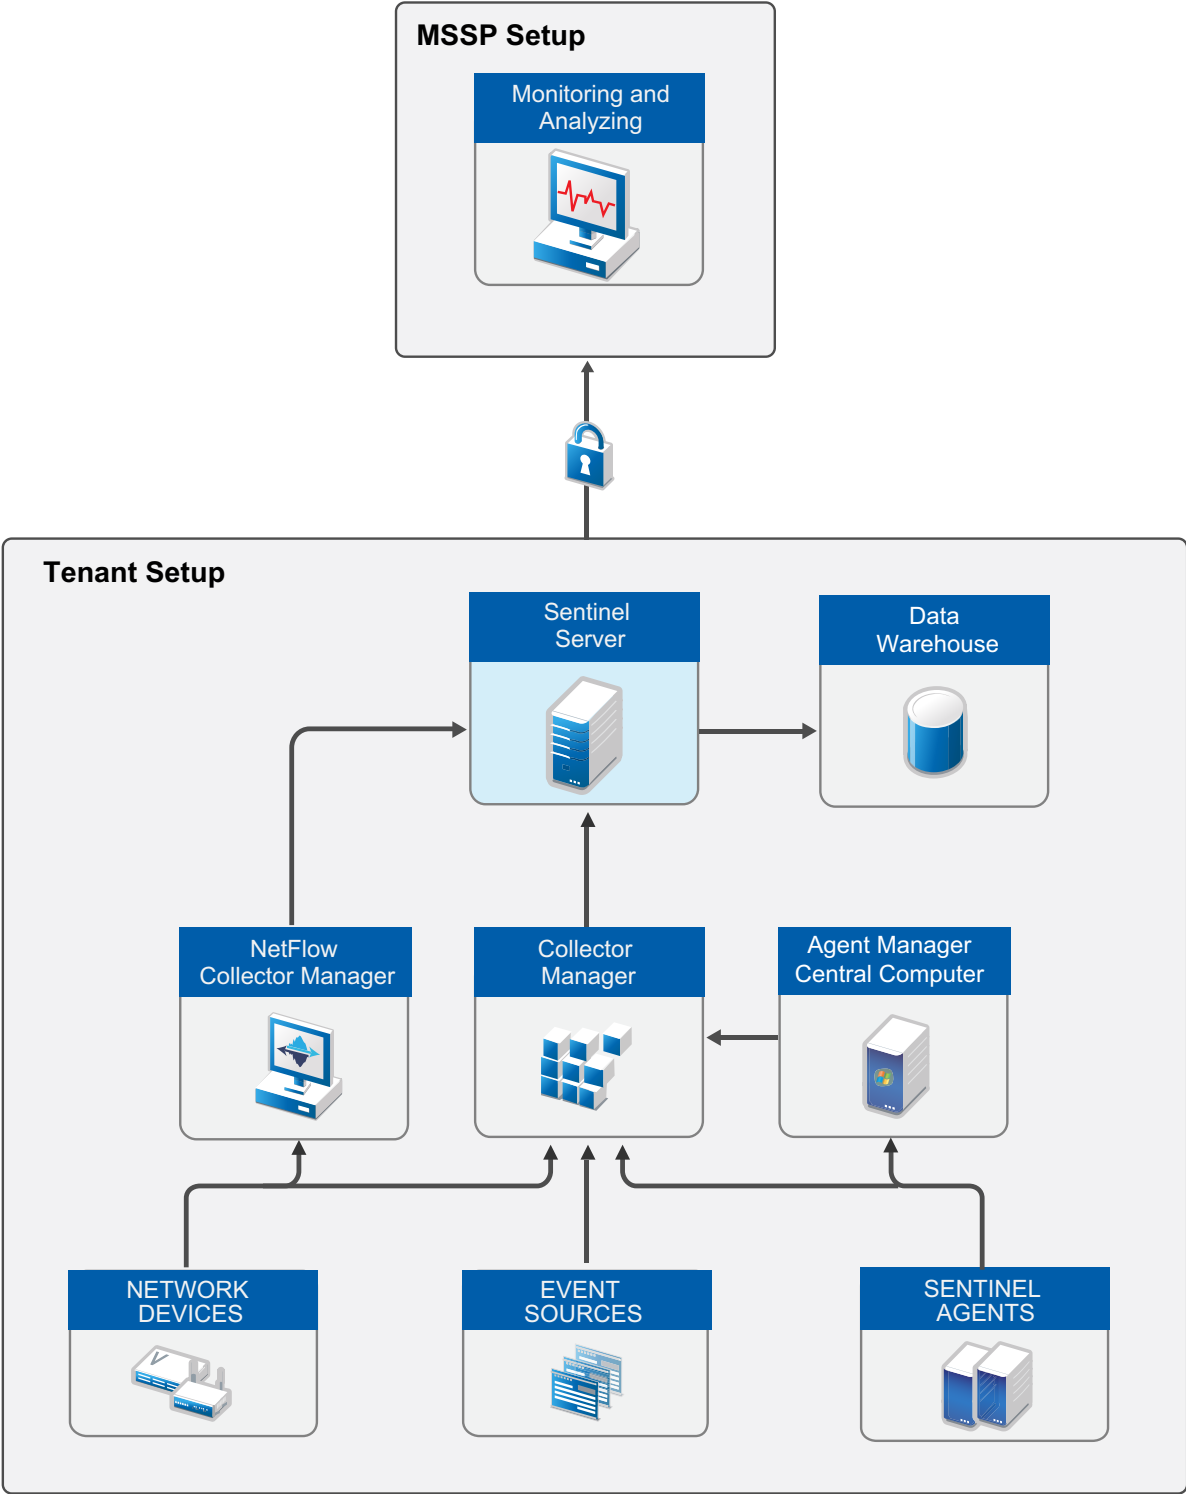 MSSP Setup
Monitoring and
Analyzing
Tenant Setup
Sentinel
Server
Data
Warehouse
NetFlow
Collector Manager
Collector
Manager
Agent Manager
Central Computer
NETWORK
DEVICES
V
EVENT
SOURCES
SENTINEL
AGENTS